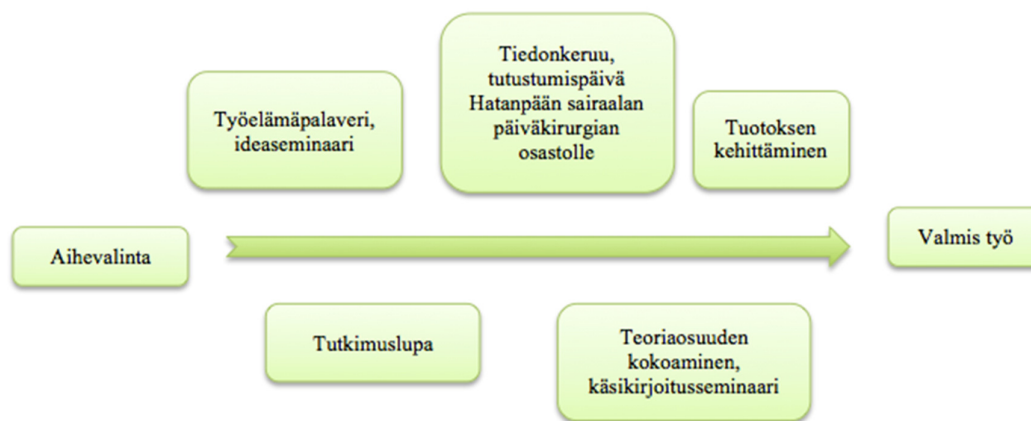 Aihevalinta
Työelämäpalaveri,
ideaseminaari
Tutkimuslupa
Tiedonkeruu,
tutustumispäivä
Hatanpään sairaalan
päiväkirurgian
osastolle
Teoriaosuuden
kokoaminen,
käsikirjoitusseminaari
Tuotoksen
kehittäminen
Valmis työ